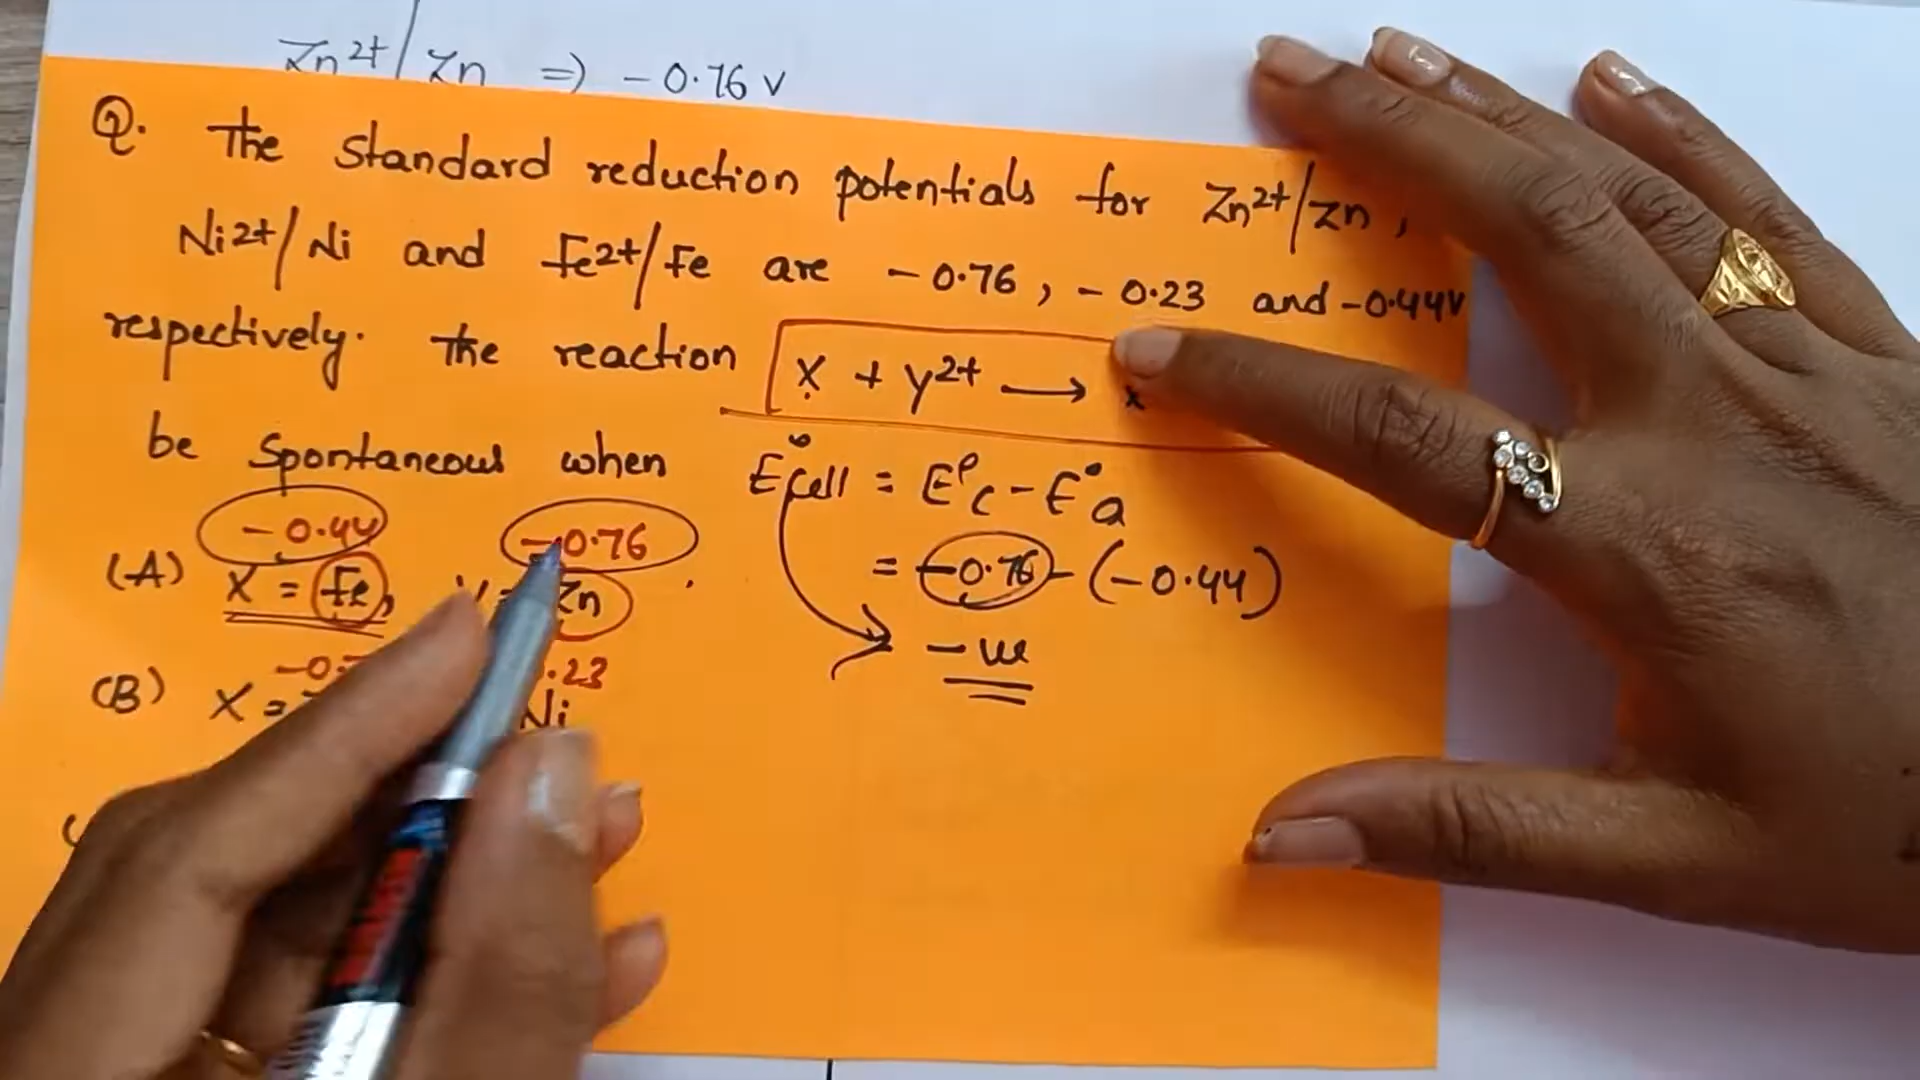 Zn2+/Zn ⇒ -0.76 V
Q. The standard reduction potentials for Zn2+/Zn,
Ni2+/Ni and Fe2+/Fe are -0.76, -0.23 and -0.44V
respectively. The reaction X + Y2+ → X
be spontaneous when
E°cell = E°c - E°a
-0.44 -0.76
(A) X = Fe, Zn
= -0.76 - (-0.44)
-ve
-0. .23
(B) X = Ni